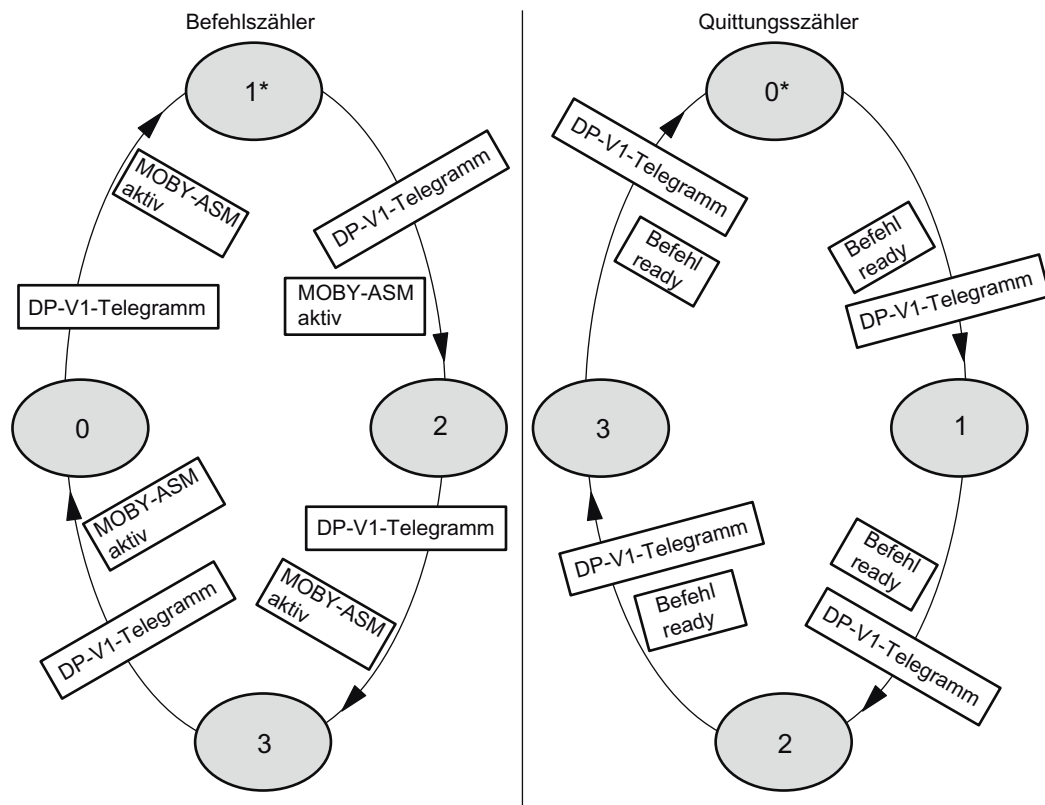 Befehlszähler
1*
DP-V1-Telegramm
MOBY-ASM
aktiv
2
DP-V1-Telegramm
MOBY-ASM
aktiv
3
DP-V1-Telegramm
MOBY-ASM
aktiv
0
DP-V1-Telegramm
MOBY-ASM
aktiv
Quittungsszähler
0*
Befehl
ready
DP-V1-Telegramm
1
Befehl
ready
DP-V1-Telegramm
2
DP-V1-Telegramm
Befehl
ready
3
DP-V1-Telegramm
Befehl
ready